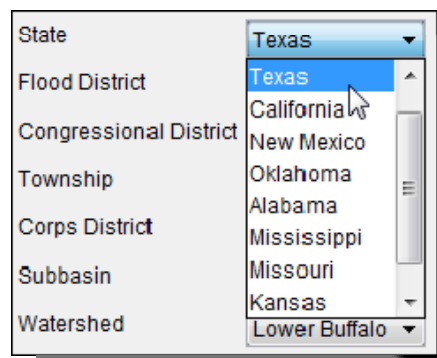 State Texas
Texas
Flood District
California
Congressional District
New Mexico
Township
Oklahoma
Alabama
Corps District
Mississippi
Subbasin
Missouri
Kansas
Watershed
Lower Buffalo